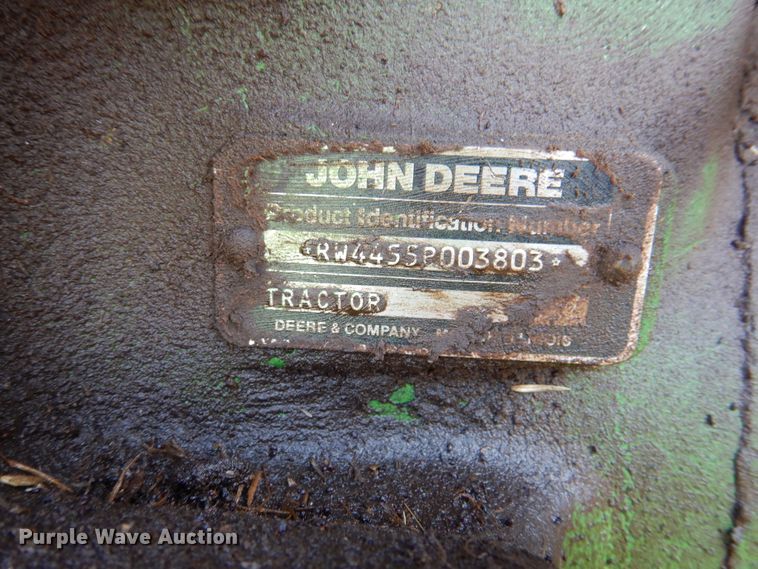 JOHN DEERE
Product Identification Number
*RW4455P003803*
TRACTOR
DEERE & COMPANY
Purple Wave Auction